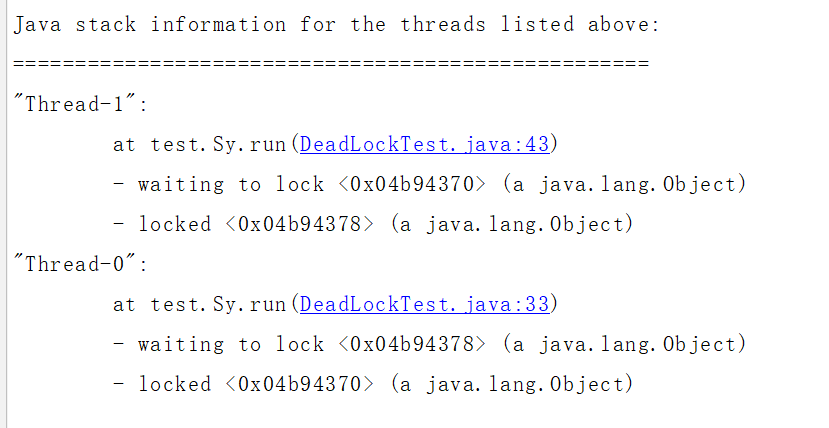 Java stack information for the threads listed above:
===================================================
"Thread-1":
        at test.Sy.run(DeadLockTest.java:43)
        - waiting to lock <0x04b94370> (a java.lang.Object)
        - locked <0x04b94378> (a java.lang.Object)
"Thread-0":
        at test.Sy.run(DeadLockTest.java:33)
        - waiting to lock <0x04b94378> (a java.lang.Object)
        - locked <0x04b94370> (a java.lang.Object)